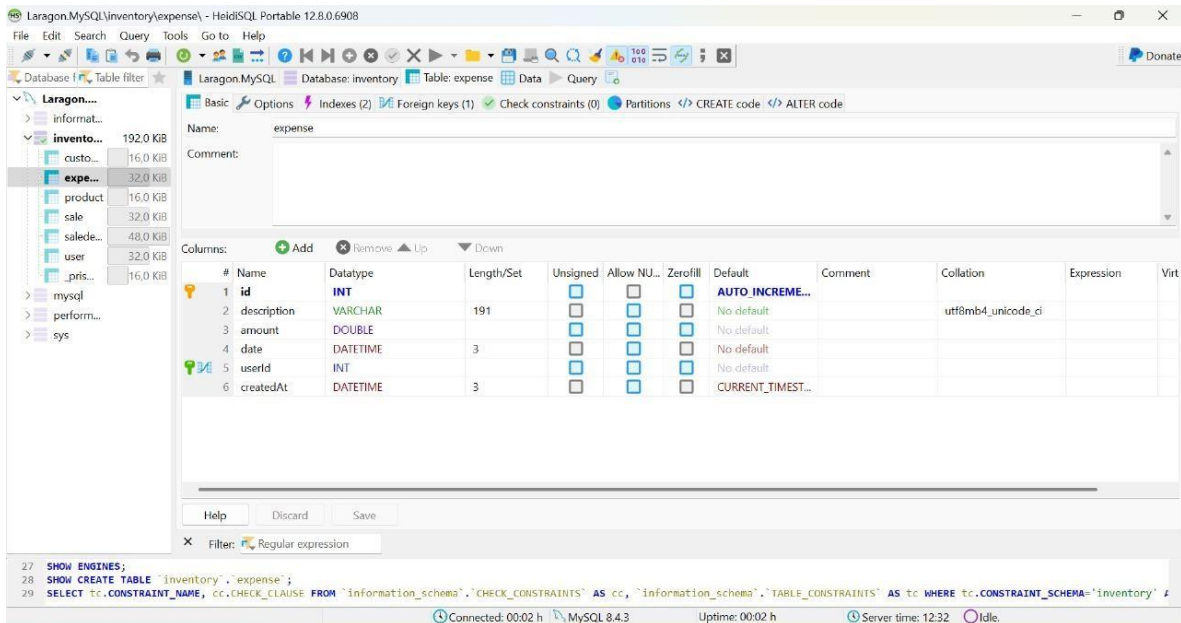 Laragon.MySQL\inventory\expense\ - HeidiSQL Portable 12.8.0.6908
File Edit Search Query Tools Go to Help
Donate
Database f Table filter Laragon.MySQL Database: inventory Table: expense Data Query
Laragon....
informat...
invento... 192,0 KiB
custo... 16,0 KiB
expe... 32,0 KiB
product 16,0 KiB
sale 32,0 KiB
salede... 48,0 KiB
user 32,0 KiB
_pris... 16,0 KiB
mysql
perform...
sys
Basic Options Indexes (2) Foreign keys (1) Check constraints (0) Partitions </> CREATE code </> ALTER code
Name: expense
Comment:
Columns: Add Remove Up Down
# Name Datatype Length/Set Unsigned Allow NU... Zerofill Default Comment Collation Expression Virt
1 id INT AUTO_INCREME...
2 description VARCHAR 191 No default utf8mb4_unicode_ci
3 amount DOUBLE No default
4 date DATETIME 3 No default
5 userId INT No default
6 createdAt DATETIME 3 CURRENT_TIMEST...
Help Discard Save
Filter: Regular expression
27 SHOW ENGINES;
28 SHOW CREATE TABLE `inventory`.`expense`;
29 SELECT tc.CONSTRAINT_NAME, cc.CHECK_CLAUSE FROM `information_schema`.`CHECK_CONSTRAINTS` AS cc, `information_schema`.`TABLE_CONSTRAINTS` AS tc WHERE tc.CONSTRAINT_SCHEMA='inventory'
Connected: 00:02 h MySQL 8.4.3 Uptime: 00:02 h Server time: 12:32 Idle.